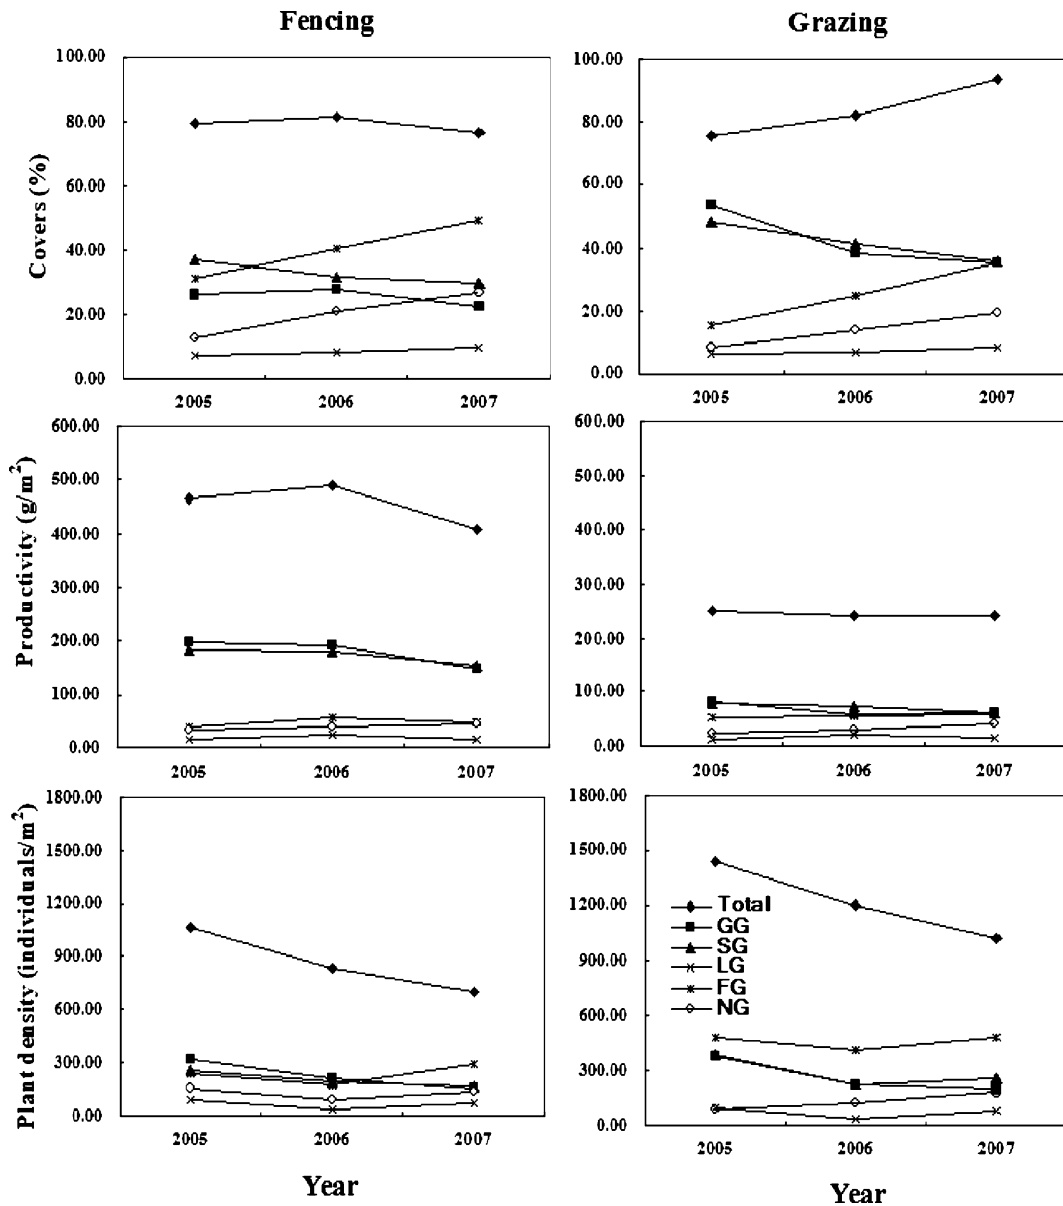 Fencing
Grazing
Covers (%)
100.00
80.00
60.00
40.00
20.00
0.00
2005 2006 2007
100.00
80.00
60.00
40.00
20.00
0.00
2005 2006 2007
Productivity (g/m²)
600.00
500.00
400.00
300.00
200.00
100.00
0.00
2005 2006 2007
600.00
500.00
400.00
300.00
200.00
100.00
0.00
2005 2006 2007
Plant density (individuals/m²)
1800.00
1500.00
1200.00
900.00
600.00
300.00
0.00
2005 2006 2007
Year
1800.00
1500.00
1200.00
900.00
600.00
300.00
0.00
Total
GG
SG
LG
FG
NG
2005 2006 2007
Year